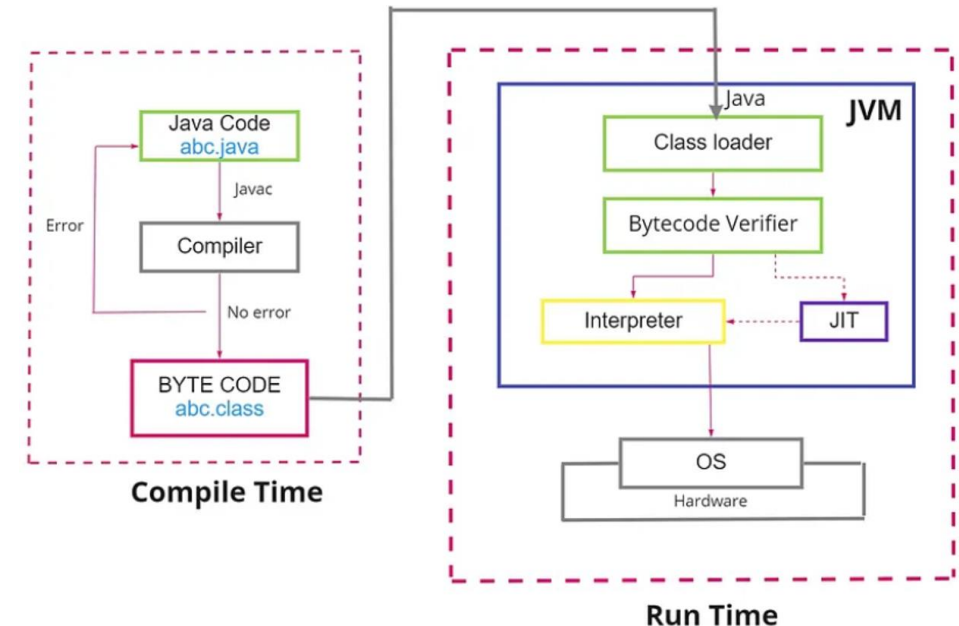 Java Code
abc.java
Javac
Error
Compiler
No error
BYTE CODE
abc.class
Compile Time
Java
JVM
Class loader
Bytecode Verifier
Interpreter
JIT
OS
Hardware
Run Time